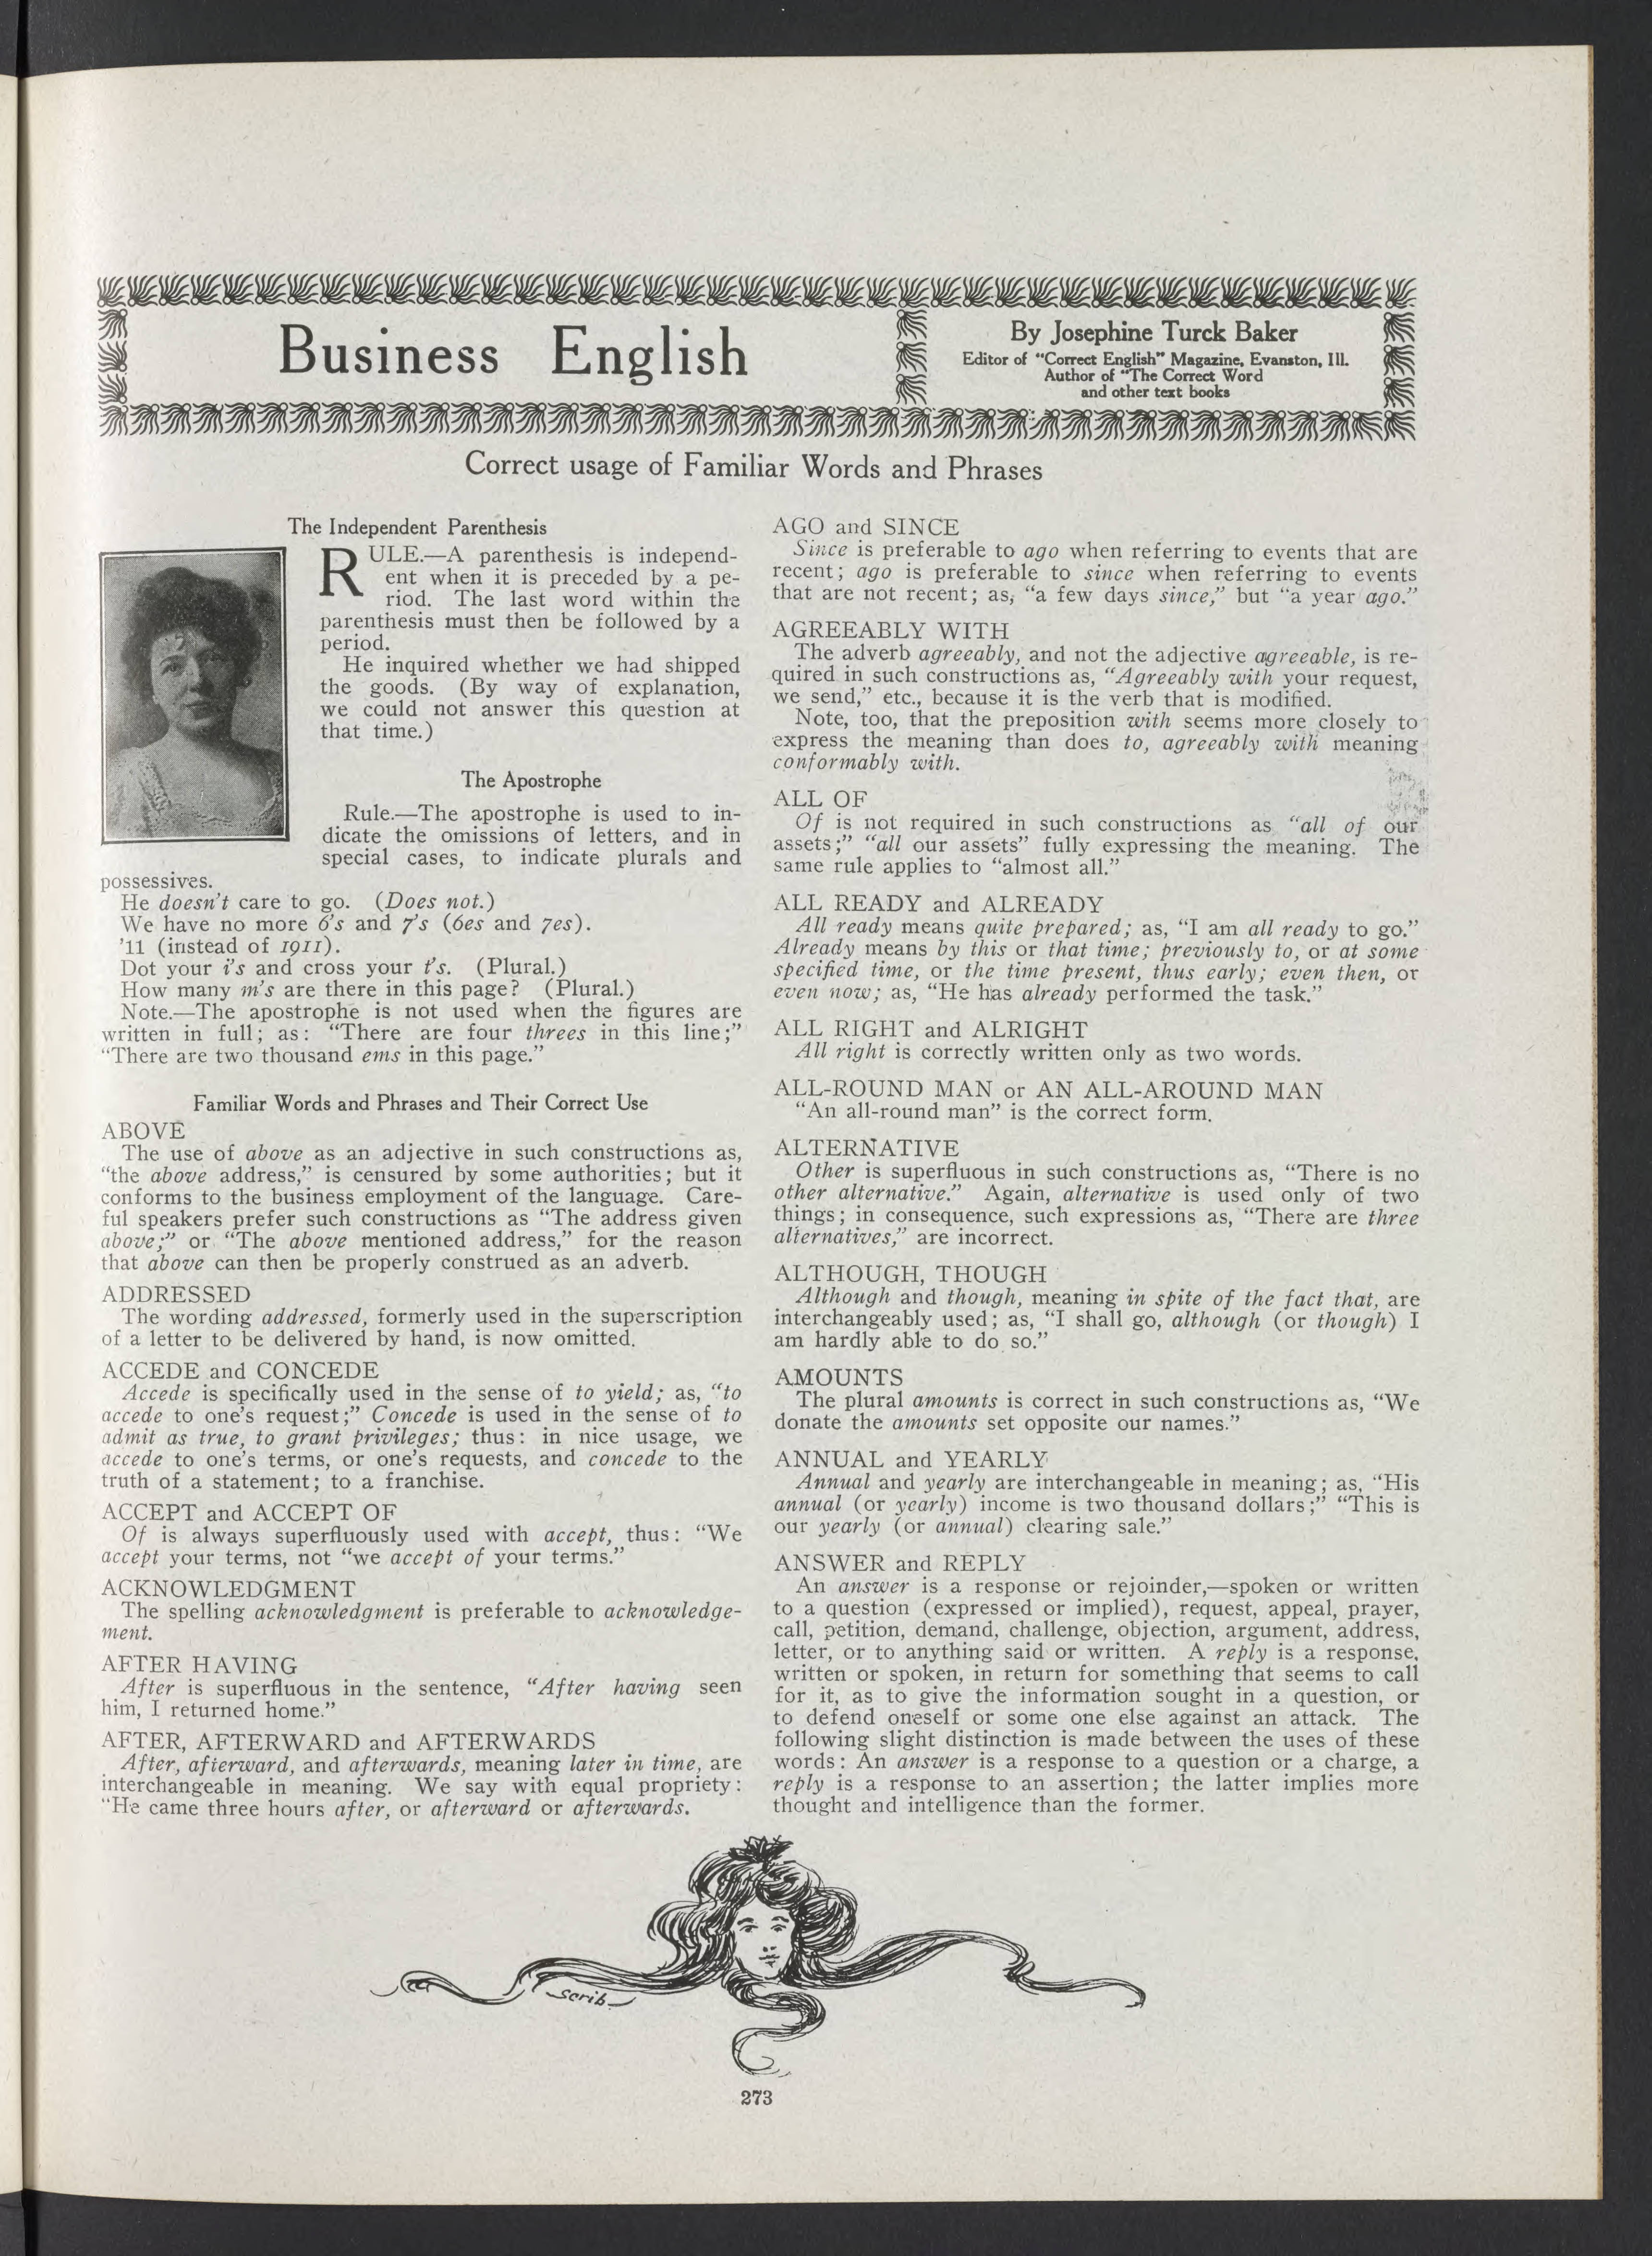 Business English
By Josephine Turck Baker
Editor of "Correct English" Magazine, Evanston, Ill.
Author of "The Correct Word
and other text books
Correct usage of Familiar Words and Phrases
The Independent Parenthesis
RULE.—A parenthesis is independ-
ent when it is preceded by a pe-
riod. The last word within the
parenthesis must then be followed by a
period.
He inquired whether we had shipped
the goods. (By way of explanation,
we could not answer this question at
that time.)
The Apostrophe
Rule.—The apostrophe is used to in-
dicate the omissions of letters, and in
special cases, to indicate plurals and
possessives.
He doesn't care to go. (Does not.)
We have no more 6's and 7's (6es and 7es).
'11 (instead of 1911).
Dot your i's and cross your t's. (Plural.)
How many m's are there in this page? (Plural.)
Note.—The apostrophe is not used when the figures are
written in full; as: "There are four threes in this line;"
"There are two thousand ems in this page."
Familiar Words and Phrases and Their Correct Use
ABOVE
The use of above as an adjective in such constructions as,
"the above address," is censured by some authorities; but it
conforms to the business employment of the language. Care-
ful speakers prefer such constructions as "The address given
above;" or "The above mentioned address," for the reason
that above can then be properly construed as an adverb.
ADDRESSED
The wording addressed, formerly used in the superscription
of a letter to be delivered by hand, is now omitted.
ACCEDE and CONCEDE
Accede is specifically used in the sense of to yield; as, "to
accede to one's request;" Concede is used in the sense of to
admit as true, to grant privileges; thus: in nice usage, we
accede to one's terms, or one's requests, and concede to the
truth of a statement; to a franchise.
ACCEPT and ACCEPT OF
Of is always superfluously used with accept, thus: "We
accept your terms, not "we accept of your terms."
ACKNOWLEDGMENT
The spelling acknowledgment is preferable to acknowledge-
ment.
AFTER HAVING
After is superfluous in the sentence, "After having seen
him, I returned home."
AFTER, AFTERWARD and AFTERWARDS
After, afterward, and afterwards, meaning later in time, are
interchangeable in meaning. We say with equal propriety:
"He came three hours after, or afterward or afterwards.
AGO and SINCE
Since is preferable to ago when referring to events that are
recent; ago is preferable to since when referring to events
that are not recent; as, "a few days since," but "a year ago."
AGREEABLY WITH
The adverb agreeably, and not the adjective agreeable, is re-
quired in such constructions as, "Agreeably with your request,
we send," etc., because it is the verb that is modified.
Note, too, that the preposition with seems more closely to
express the meaning than does to, agreeably with meaning
conformably with.
ALL OF
Of is not required in such constructions as "all of our
assets;" "all our assets" fully expressing the meaning. The
same rule applies to "almost all."
ALL READY and ALREADY
All ready means quite prepared; as, "I am all ready to go."
Already means by this or that time; previously to, or at some
specified time, or the time present, thus early; even then, or
even now; as, "He has already performed the task."
ALL RIGHT and ALRIGHT
All right is correctly written only as two words.
ALL-ROUND MAN or AN ALL-AROUND MAN
"An all-round man" is the correct form.
ALTERNATIVE
Other is superfluous in such constructions as, "There is no
other alternative." Again, alternative is used only of two
things; in consequence, such expressions as, "There are three
alternatives," are incorrect.
ALTHOUGH, THOUGH
Although and though, meaning in spite of the fact that, are
interchangeably used; as, "I shall go, although (or though) I
am hardly able to do so."
AMOUNTS
The plural amounts is correct in such constructions as, "We
donate the amounts set opposite our names."
ANNUAL and YEARLY
Annual and yearly are interchangeable in meaning; as, "His
annual (or yearly) income is two thousand dollars;" "This is
our yearly (or annual) clearing sale."
ANSWER and REPLY
An answer is a response or rejoinder,—spoken or written
to a question (expressed or implied), request, appeal, prayer,
call, petition, demand, challenge, objection, argument, address,
letter, or to anything said or written. A reply is a response,
written or spoken, in return for something that seems to call
for it, as to give the information sought in a question, or
to defend oneself or some one else against an attack. The
following slight distinction is made between the uses of these
words: An answer is a response to a question or a charge, a
reply is a response to an assertion; the latter implies more
thought and intelligence than the former.
scrib
273